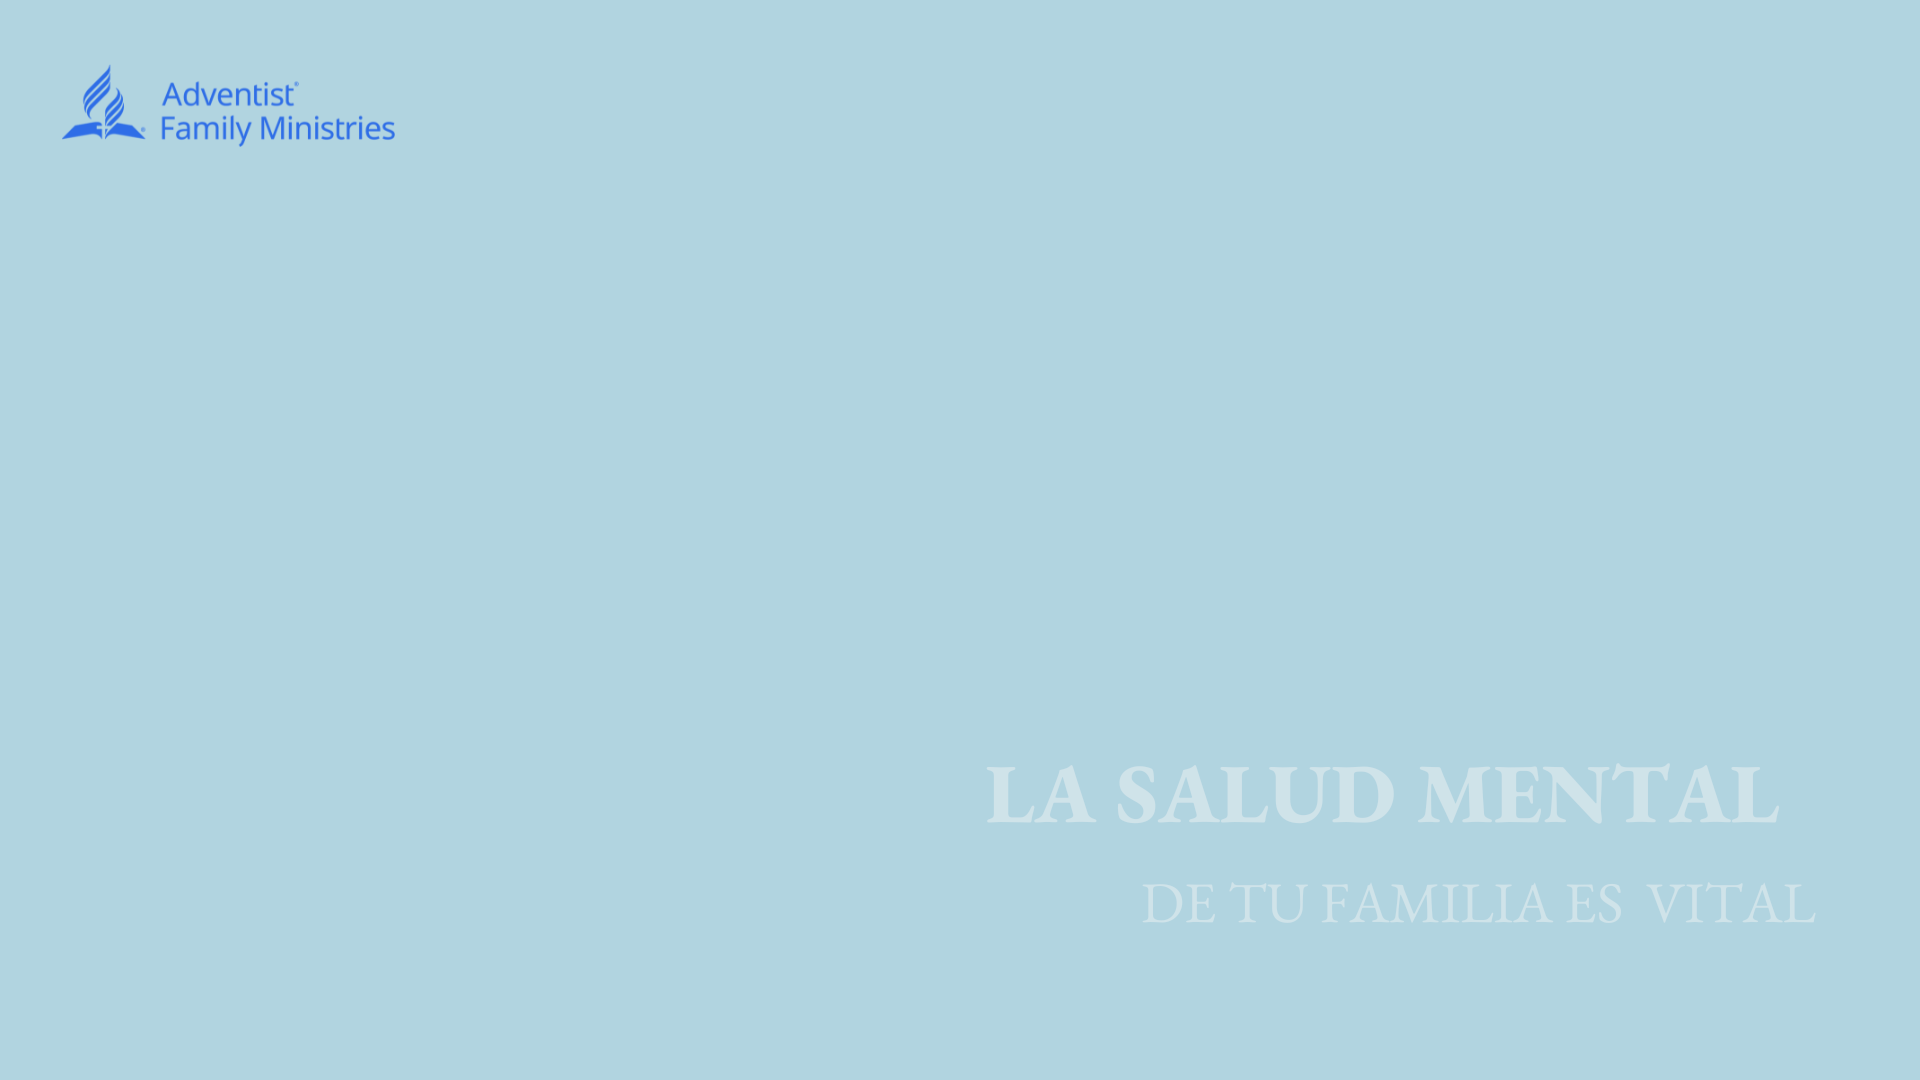 Adventist®
Family Ministries
LA SALUD MENTAL
DE TU FAMILIA ES VITAL